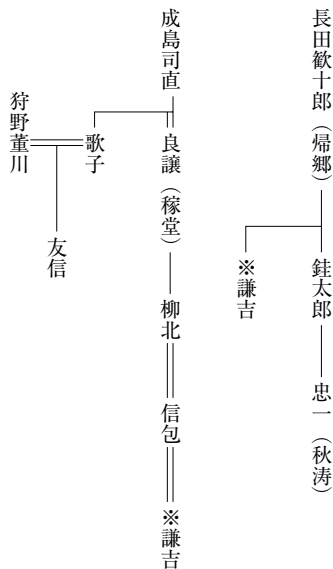 長田歓十郎（帰郷）
銈太郎
忠一（秋涛）
※謙吉
成島司直
良譲（稼堂）
柳北
信包
※謙吉
歌子
狩野董川
友信